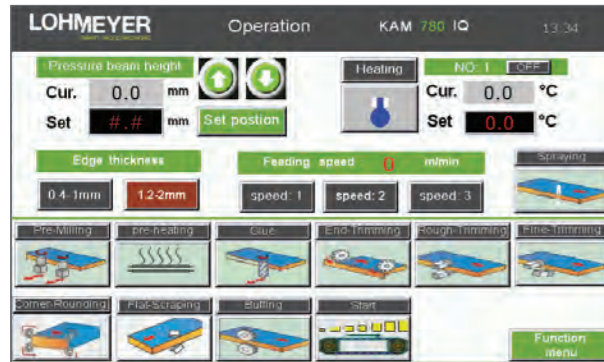 LOHMEYER Operation KAM 780 IQ 13:34
Pressure beam height Heating NO: 1 OFF
Cur. 0.0 mm Cur. 0.0 °C
Set #.# mm Set postion Set 0.0 °C
Edge thickness Feeding speed 0 m/min Spraying
0.4-1mm 1.2-2mm speed: 1 speed: 2 speed: 3
Pre-Milling pre-heating Glue End-Trimming Rough-Trimming Fine-Trimming
Corner-Rounding Flat-Scraping Buffing Start
Function
menu